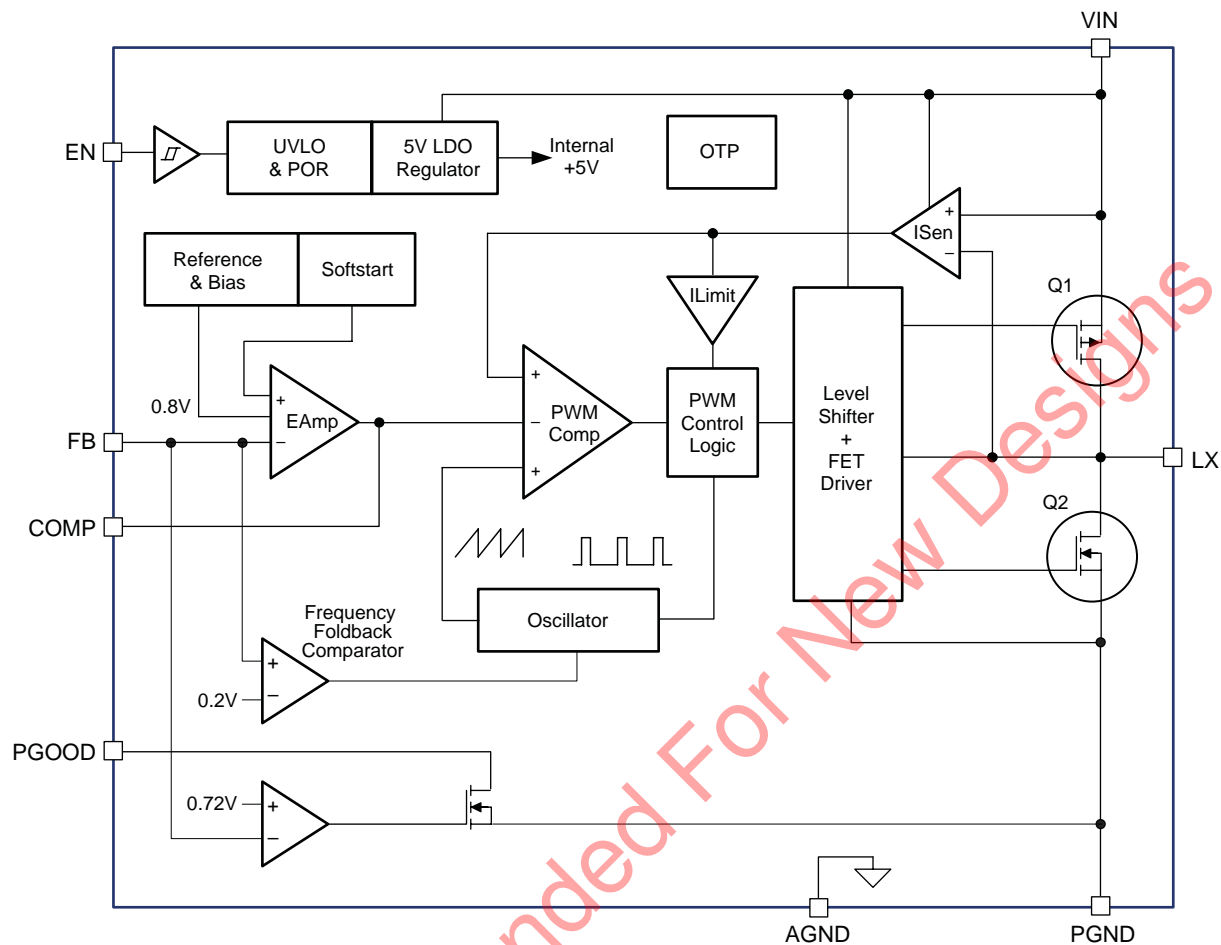 VIN
EN
UVLO
& POR
5V LDO
Regulator
Internal
+5V
OTP
+
ISen
–
Reference
& Bias
Softstart
ILimit
Q1
0.8V
+
EAmp
–
+
PWM
Comp
–
+
PWM
Control
Logic
Level
Shifter
+
FET
Driver
FB
LX
COMP
Q2
Oscillator
Frequency
Foldback
Comparator
+
0.2V
–
PGOOD
0.72V
+
–
AGND
PGND
nded For New Designs